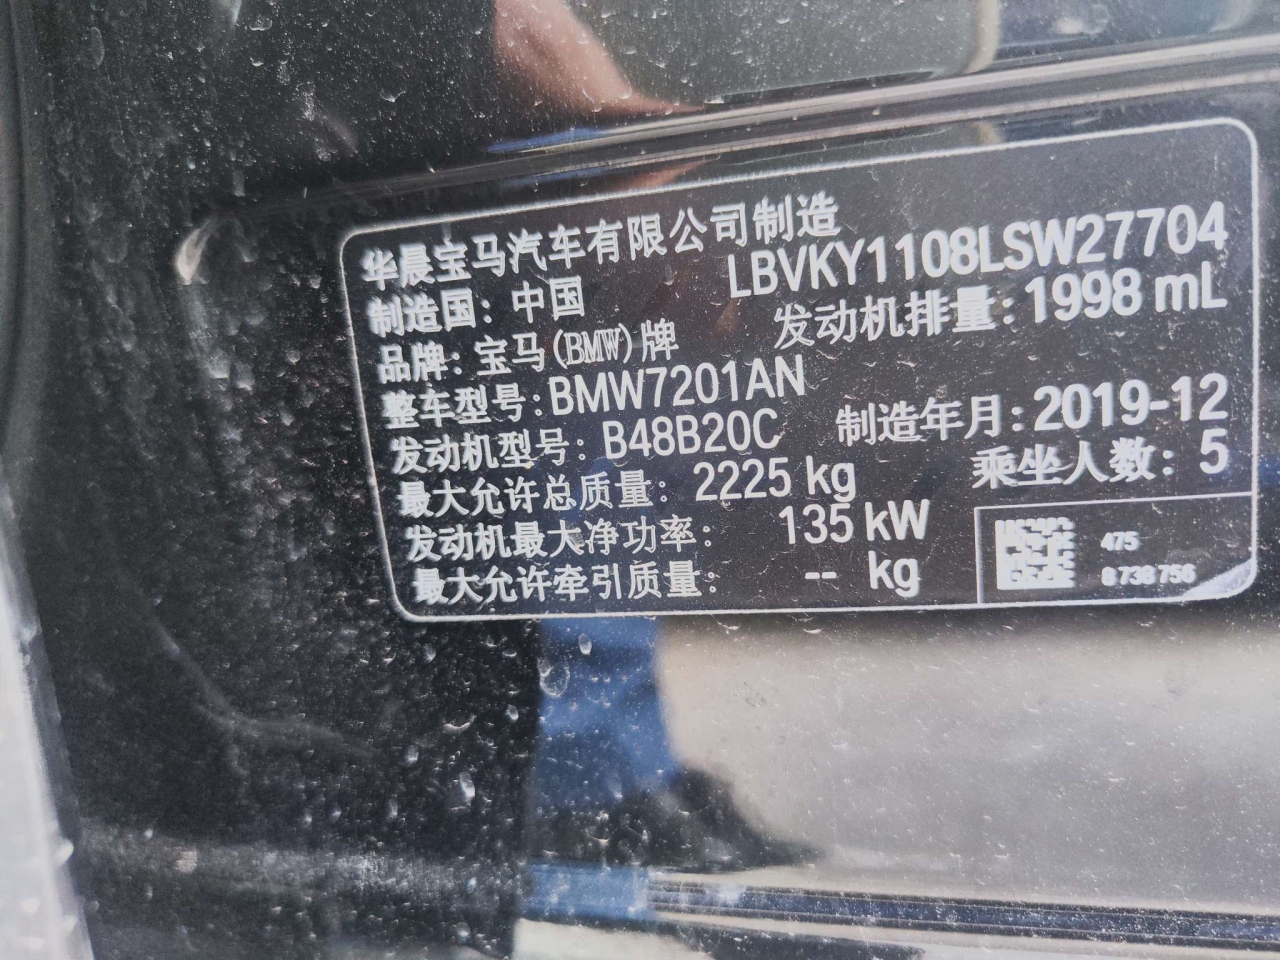 华晨宝马汽车有限公司制造
LBVKY1108LSW27704
制造国：中国
发动机排量：1998 mL
品牌：宝马(BMW)牌
整车型号：BMW7201AN
制造年月：2019-12
发动机型号：B48B20C
乘坐人数：5
最大允许总质量：2225 kg
发动机最大净功率：135 kW
最大允许牵引质量：-- kg
475
8738756